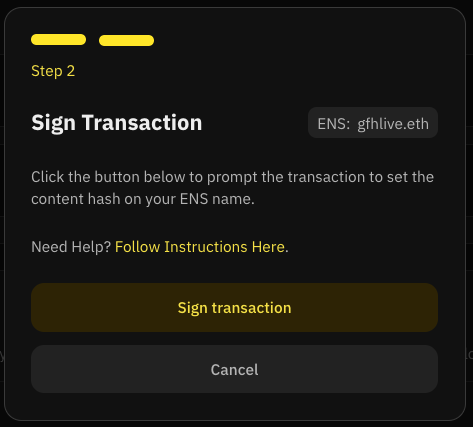 Step 2
Sign Transaction
ENS: gfhlive.eth
Click the button below to prompt the transaction to set the
content hash on your ENS name.
Need Help? Follow Instructions Here.
Sign transaction
Cancel